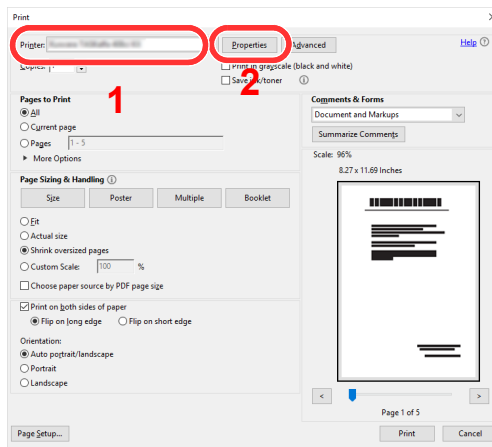 Print
Printer:
Properties
Advanced
Help
Copies:
Print in grayscale (black and white)
Save ink/toner
1
2
Pages to Print
All
Current page
Pages 1 - 5
More Options
Comments & Forms
Document and Markups
Summarize Comments
Scale: 96%
8.27 x 11.69 Inches
Page Sizing & Handling
Size Poster Multiple Booklet
Fit
Actual size
Shrink oversized pages
Custom Scale: 100 %
Choose paper source by PDF page size
Print on both sides of paper
Flip on long edge Flip on short edge
Orientation:
Auto portrait/landscape
Portrait
Landscape
< >
Page 1 of 5
Page Setup...
Print
Cancel